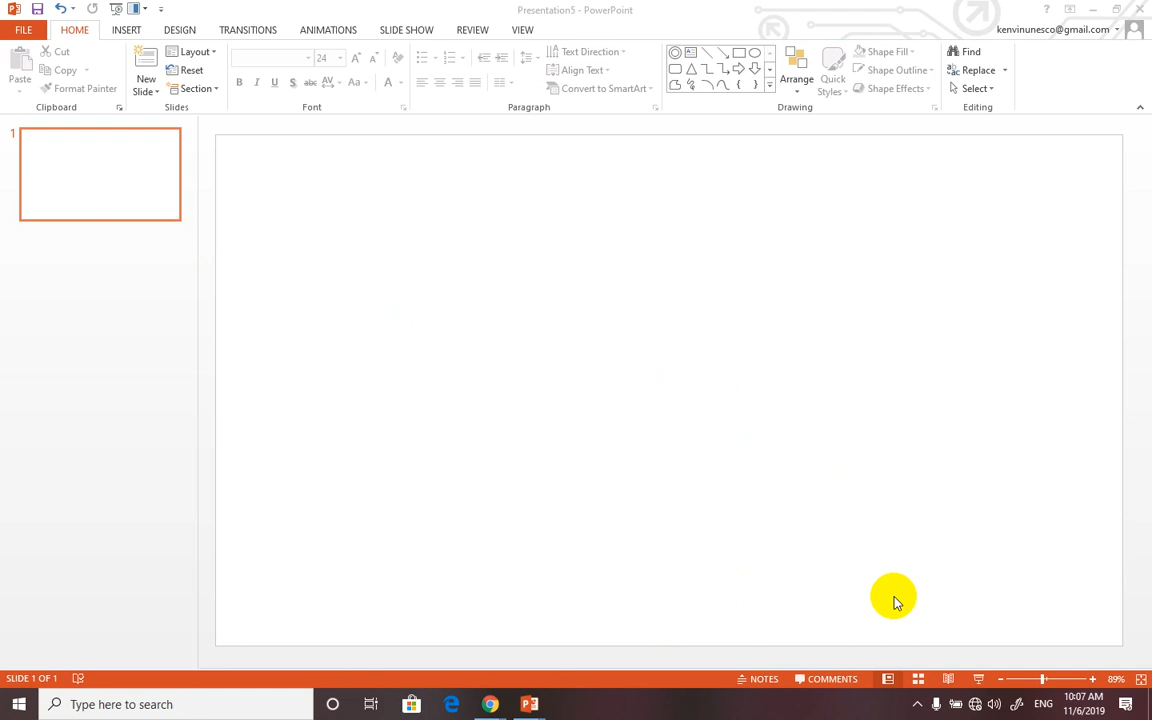 Presentation5 - PowerPoint
?
FILE HOME INSERT DESIGN TRANSITIONS ANIMATIONS SLIDE SHOW REVIEW VIEW
kenvinunesco@gmail.com
Paste
Cut
Copy
Format Painter
Clipboard
New
Slide
Layout
Reset
Section
Slides
24
B I U S abc AV Aa A
Font
Text Direction
Align Text
Convert to SmartArt
Paragraph
Arrange
Quick
Styles
Shape Fill
Shape Outline
Shape Effects
Drawing
Find
Replace
Select
Editing
1
SLIDE 1 OF 1
NOTES
COMMENTS
89%
Type here to search
ENG
10:07 AM
11/6/2019